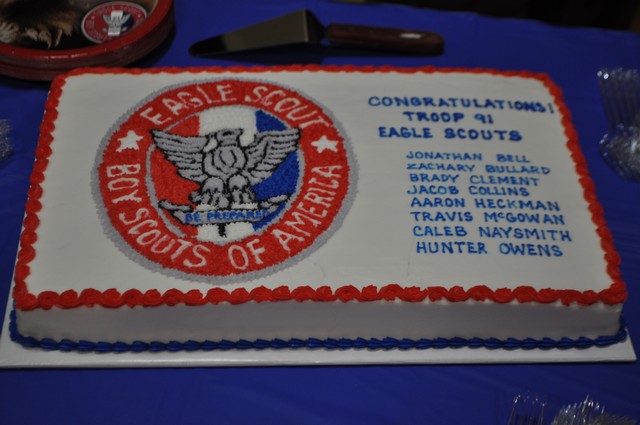 EAGLE SCOUT
BE PREPARED
BOY SCOUTS OF AMERICA
CONGRATULATIONS!
TROOP 91
EAGLE SCOUTS
JONATHAN BELL
ZACHARY BULLARD
BRADY CLEMENT
JACOB COLLINS
AARON HECKMAN
TRAVIS McGOWAN
CALEB NAYSMITH
HUNTER OWENS